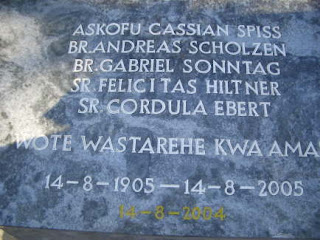 ASKOFU CASSIAN SPISS
BR. ANDREAS SCHOLZEN
BR. GABRIEL SONNTAG
SR. FELICITAS HILTNER
SR. CORDULA EBERT
WOTE WASTAREHE KWA AMA
14-8-1905 — 14-8-2005
14-8-2004